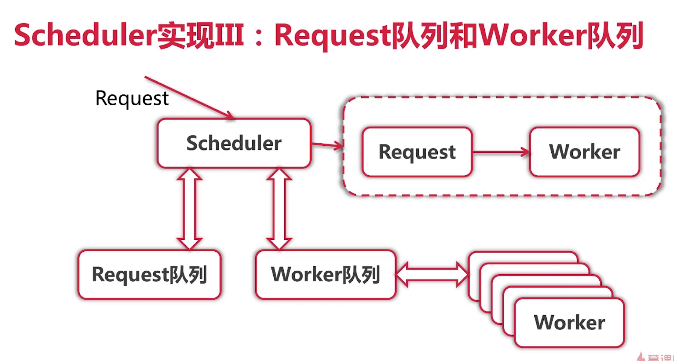 Scheduler实现III：Request队列和Worker队列
Request
Scheduler
Request
Worker
Request队列
Worker队列
Worker